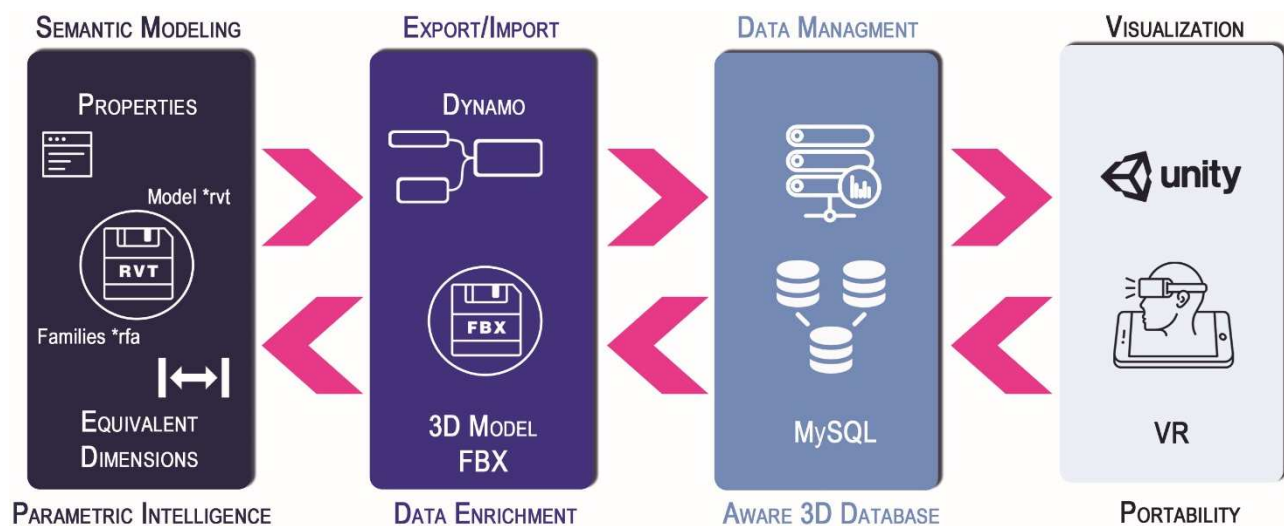 SEMANTIC MODELING
PROPERTIES
Model *rvt
RVT
Families *rfa
EQUIVALENT
DIMENSIONS
PARAMETRIC INTELLIGENCE
EXPORT/IMPORT
DYNAMO
FBX
3D MODEL
FBX
DATA ENRICHMENT
DATA MANAGMENT
MySQL
AWARE 3D DATABASE
VISUALIZATION
unity
VR
PORTABILITY